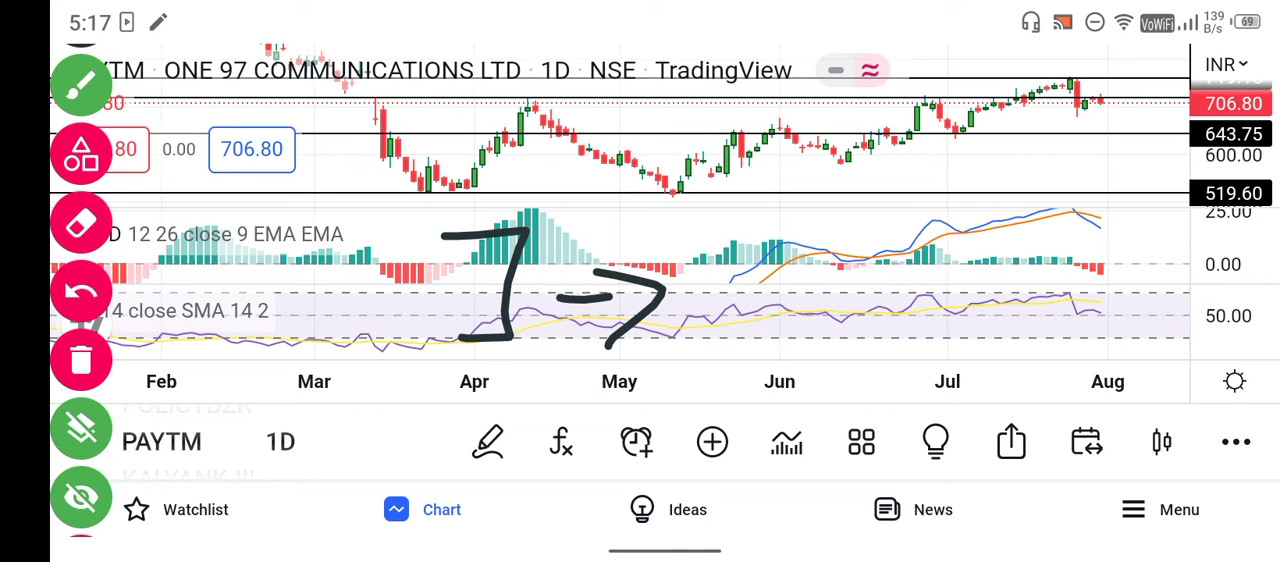 5:17 VoWiFi 139 B/s 69
YTM · ONE 97 COMMUNICATIONS LTD · 1D · NSE · TradingView
INR
80 706.80
80 0.00 706.80 643.75
600.00
519.60
25.00
D 12 26 close 9 EMA EMA
0.00
14 close SMA 14 2 50.00
Feb Mar Apr May Jun Jul Aug
PAYTM 1D
Watchlist Chart Ideas News Menu